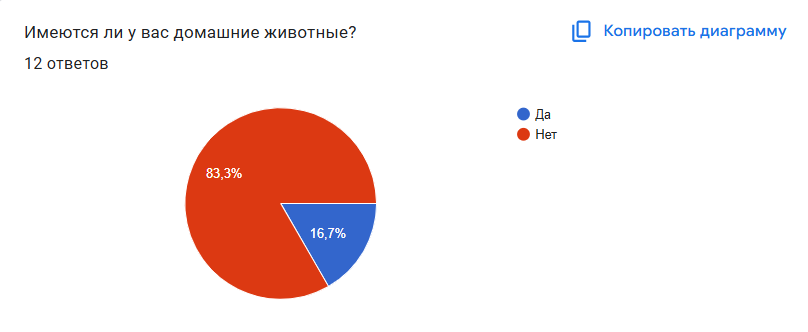 Имеются ли у вас домашние животные?
Копировать диаграмму
12 ответов
Да
Нет
83,3%
16,7%